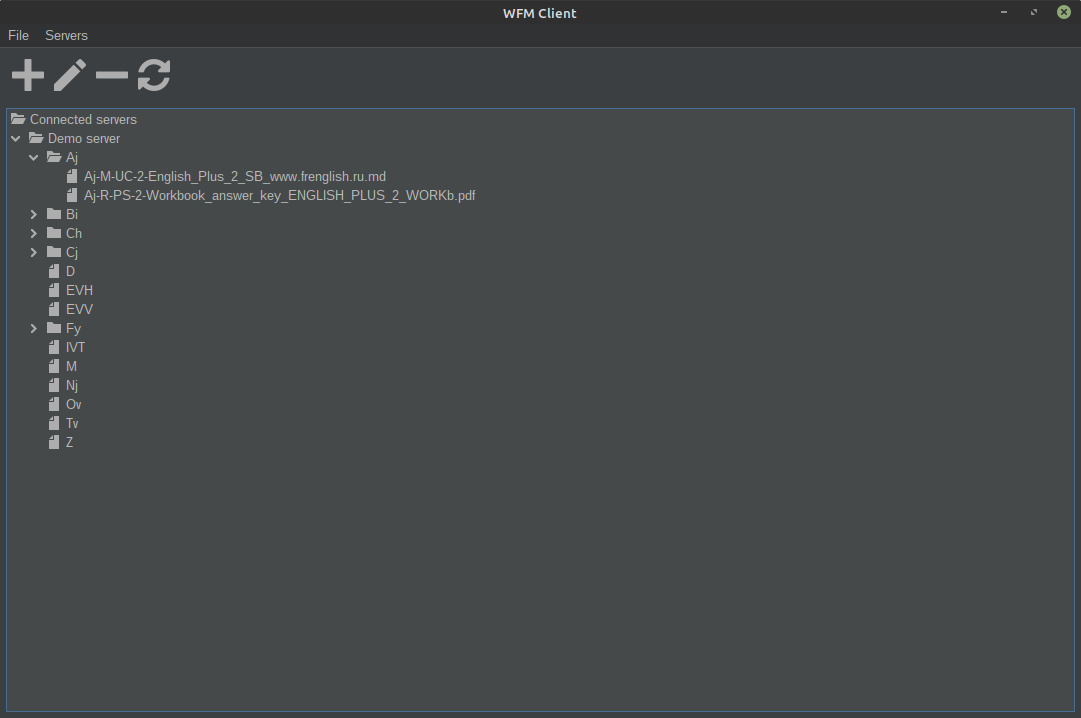 WFM Client
File Servers
Connected servers
Demo server
Aj
Aj-M-UC-2-English_Plus_2_SB_www.frenglish.ru.md
Aj-R-PS-2-Workbook_answer_key_ENGLISH_PLUS_2_WORKb.pdf
Bi
Ch
Cj
D
EVH
EVV
Fy
IVT
M
Nj
Ov
Tv
Z